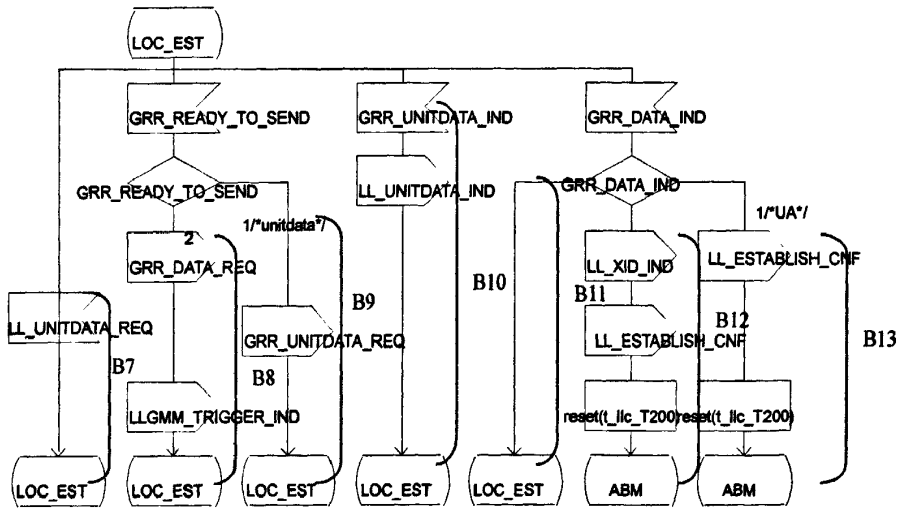 LOC_EST
GRR_READY_TO_SEND
GRR_UNITDATA_IND
GRR_DATA_IND
GRR_READY_TO_SEND
LL_UNITDATA_IND
GRR_DATA_IND
1/*unitdata*/
1/*UA*/
2
GRR_DATA_REQ
LL_XID_IND
LL_ESTABLISH_CNF
B9
B10
B11
LL_UNITDATA_REQ
GRR_UNITDATA_REQ
LL_ESTABLISH_CNF
B12
B13
B7
B8
LLGMM_TRIGGER_IND
reset(t_llc_T200)
reset(t_llc_T200)
LOC_EST
LOC_EST
LOC_EST
LOC_EST
LOC_EST
ABM
ABM